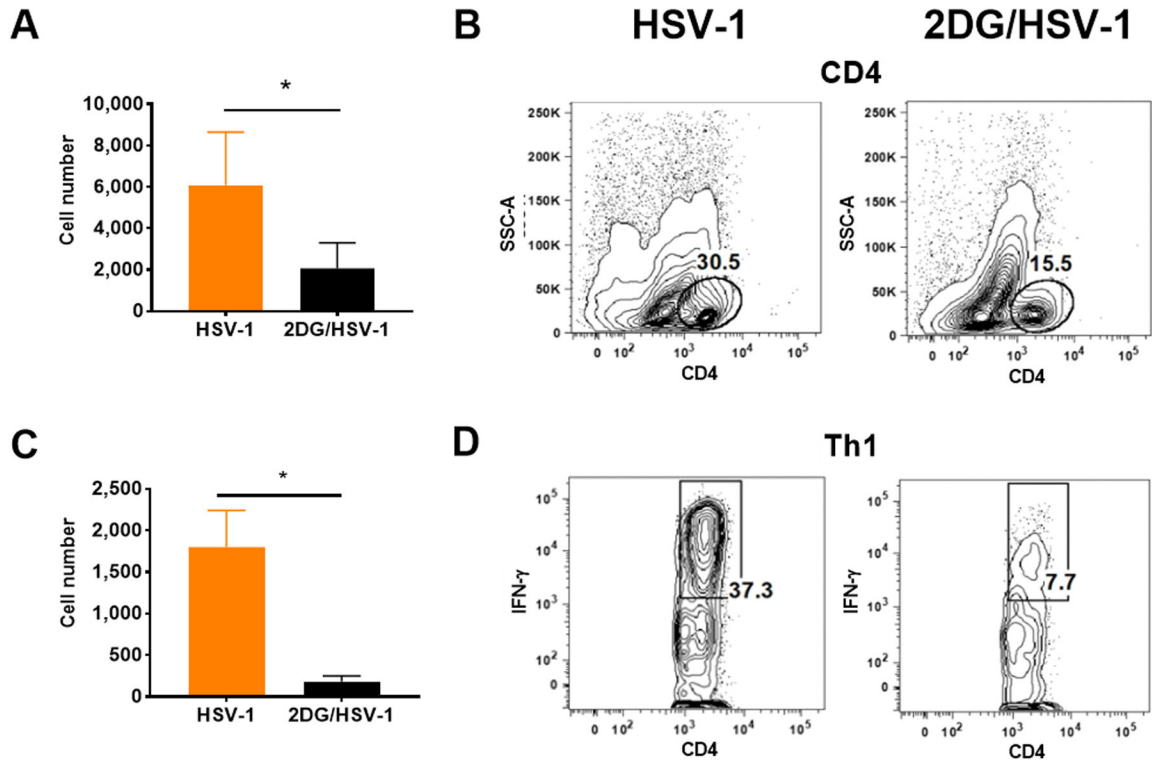 A
Cell number
10,000
8,000
6,000
4,000
2,000
0
*
HSV-1
2DG/HSV-1
B
HSV-1
2DG/HSV-1
CD4
SSC-A
250K
200K
150K
100K
50K
0
30.5
0 10² 10³ 10⁴ 10⁵
CD4
SSC-A
250K
200K
150K
100K
50K
0
15.5
0 10² 10³ 10⁴ 10⁵
CD4
C
Cell number
2,500
2,000
1,500
1,000
500
0
*
HSV-1
2DG/HSV-1
D
Th1
IFN-γ
10⁵
10⁴
10³
10²
0
37.3
0 10² 10³ 10⁴ 10⁵
CD4
IFN-γ
10⁵
10⁴
10³
10²
0
7.7
0 10² 10³ 10⁴ 10⁵
CD4